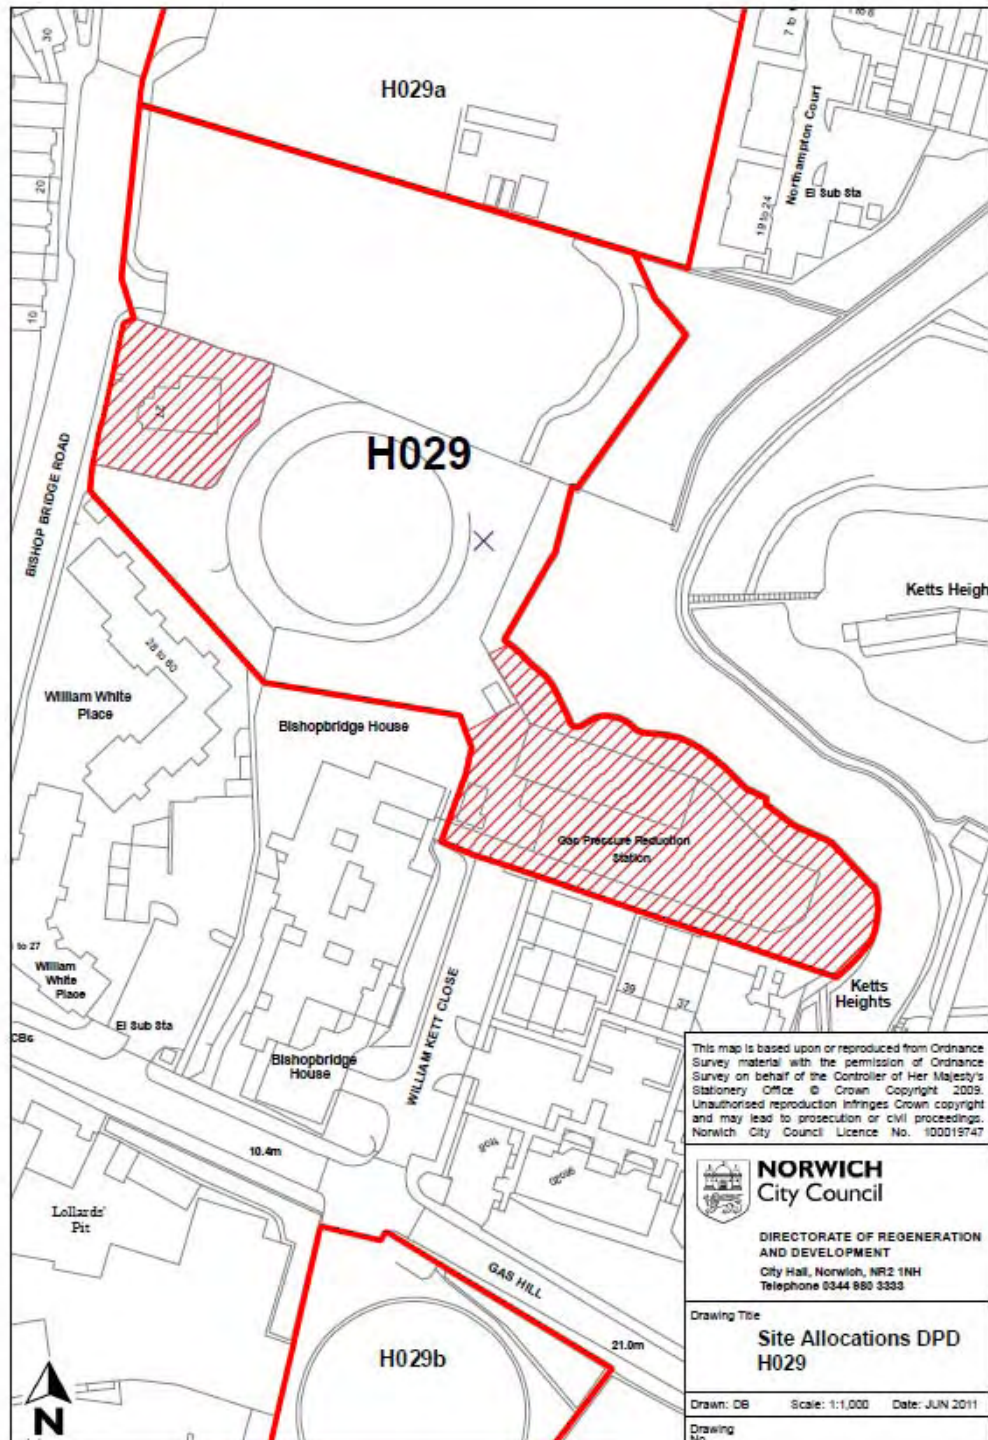 30
H029a
7 to
Northampton Court
El Sub Sta
19 to 24
20
10
27
H029
BISHOP BRIDGE ROAD
Ketts Heigh
28 to 60
William White
Place
Bishopbridge House
Gas Pressure Reduction
Station
to 27
William
White
Place
CBs
El Sub Sta
Bishopbridge
House
WILLIAM KETT CLOSE
39
37
Ketts
Heights
10.4m
Lollards'
Pit
GAS HILL
21.0m
H029b
N
This map is based upon or reproduced from Ordnance
Survey material with the permission of Ordnance
Survey on behalf of the Controller of Her Majesty's
Stationery Office © Crown Copyright 2009.
Unauthorised reproduction infringes Crown copyright
and may lead to prosecution or civil proceedings.
Norwich City Council Licence No. 100019747
NORWICH
City Council
DIRECTORATE OF REGENERATION
AND DEVELOPMENT
City Hall, Norwich, NR2 1NH
Telephone 0344 980 3333
Drawing Title
Site Allocations DPD
H029
Drawn: DB Scale: 1:1,000 Date: JUN 2011
Drawing
No